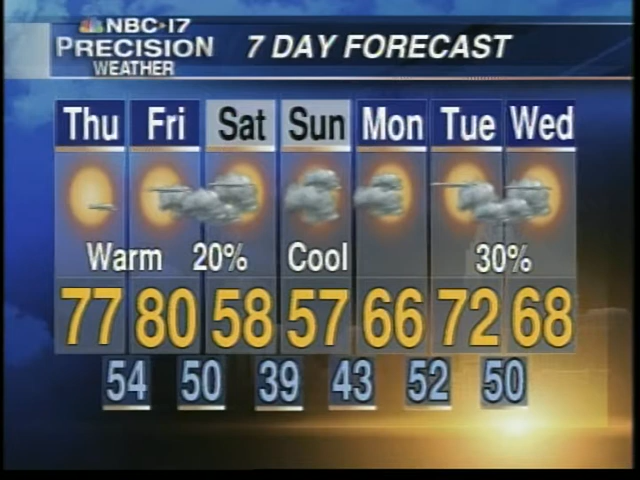 NBC 17
PRECISION
WEATHER
7 DAY FORECAST
Thu Fri Sat Sun Mon Tue Wed
Warm 20% Cool 30%
77 80 58 57 66 72 68
54 50 39 43 52 50